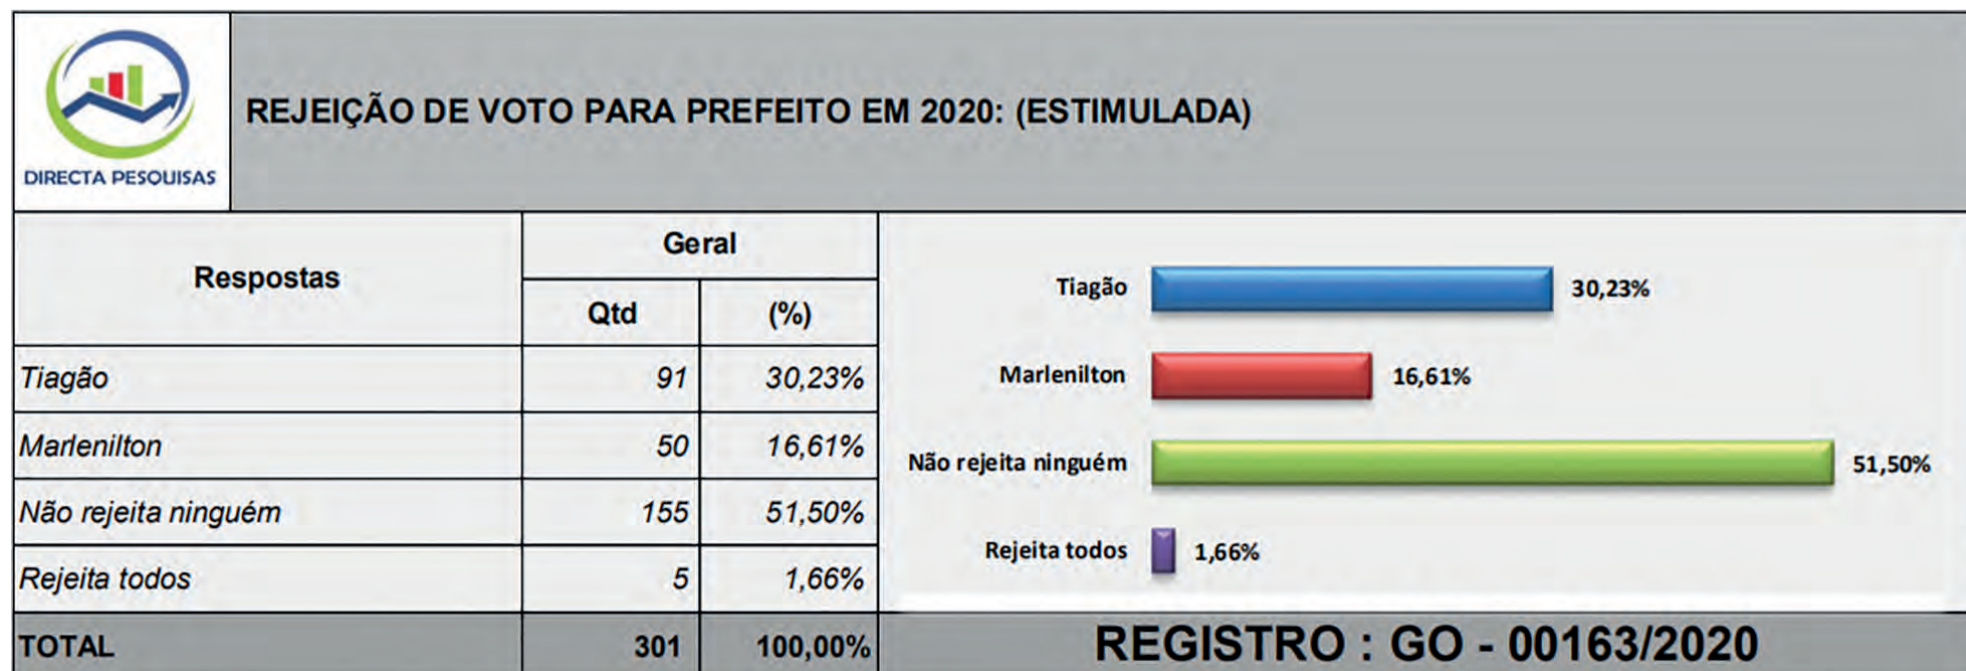 DIRECTA PESQUISAS
REJEIÇÃO DE VOTO PARA PREFEITO EM 2020: (ESTIMULADA)
Respostas
Geral
Qtd (%)
Tiagão 91 30,23%
Marlenilton 50 16,61%
Não rejeita ninguém 155 51,50%
Rejeita todos 5 1,66%
TOTAL 301 100,00%
Tiagão 30,23%
Marlenilton 16,61%
Não rejeita ninguém 51,50%
Rejeita todos 1,66%
REGISTRO : GO - 00163/2020